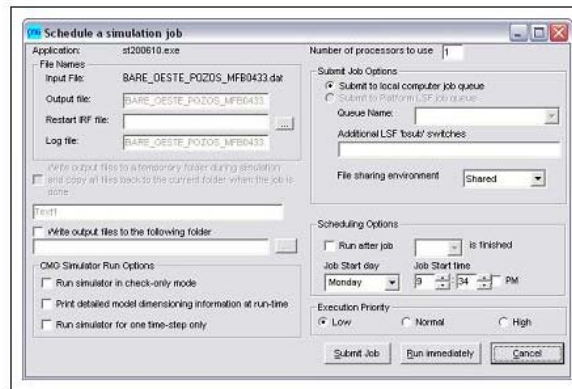 CMG Schedule a simulation job
Application: st200610.exe
File Names
Input File: BARE_OESTE_POZOS_MFB0433.dat
Output file: BARE_OESTE_POZOS_MFB0433.
Restart IRF file:
...
Log file: BARE_OESTE_POZOS_MFB0433.
Write output files to a temporary folder during simulation
and copy all files back to the current folder when the job is
done
Text1
Write output files to the following folder
...
CMG Simulator Run Options
Run simulator in check-only mode
Print detailed model dimensioning information at run-time
Run simulator for one time-step only
Number of processors to use 1
Submit Job Options
Submit to local computer job queue
Submit to Platform LSF job queue
Queue Name:
Additional LSF 'bsub' switches
File sharing environment Shared
Scheduling Options
Run after job is finished
Job Start day Job Start time
Monday 9 : 34 PM
Execution Priority
Low Normal High
Submit Job Run immediately Cancel